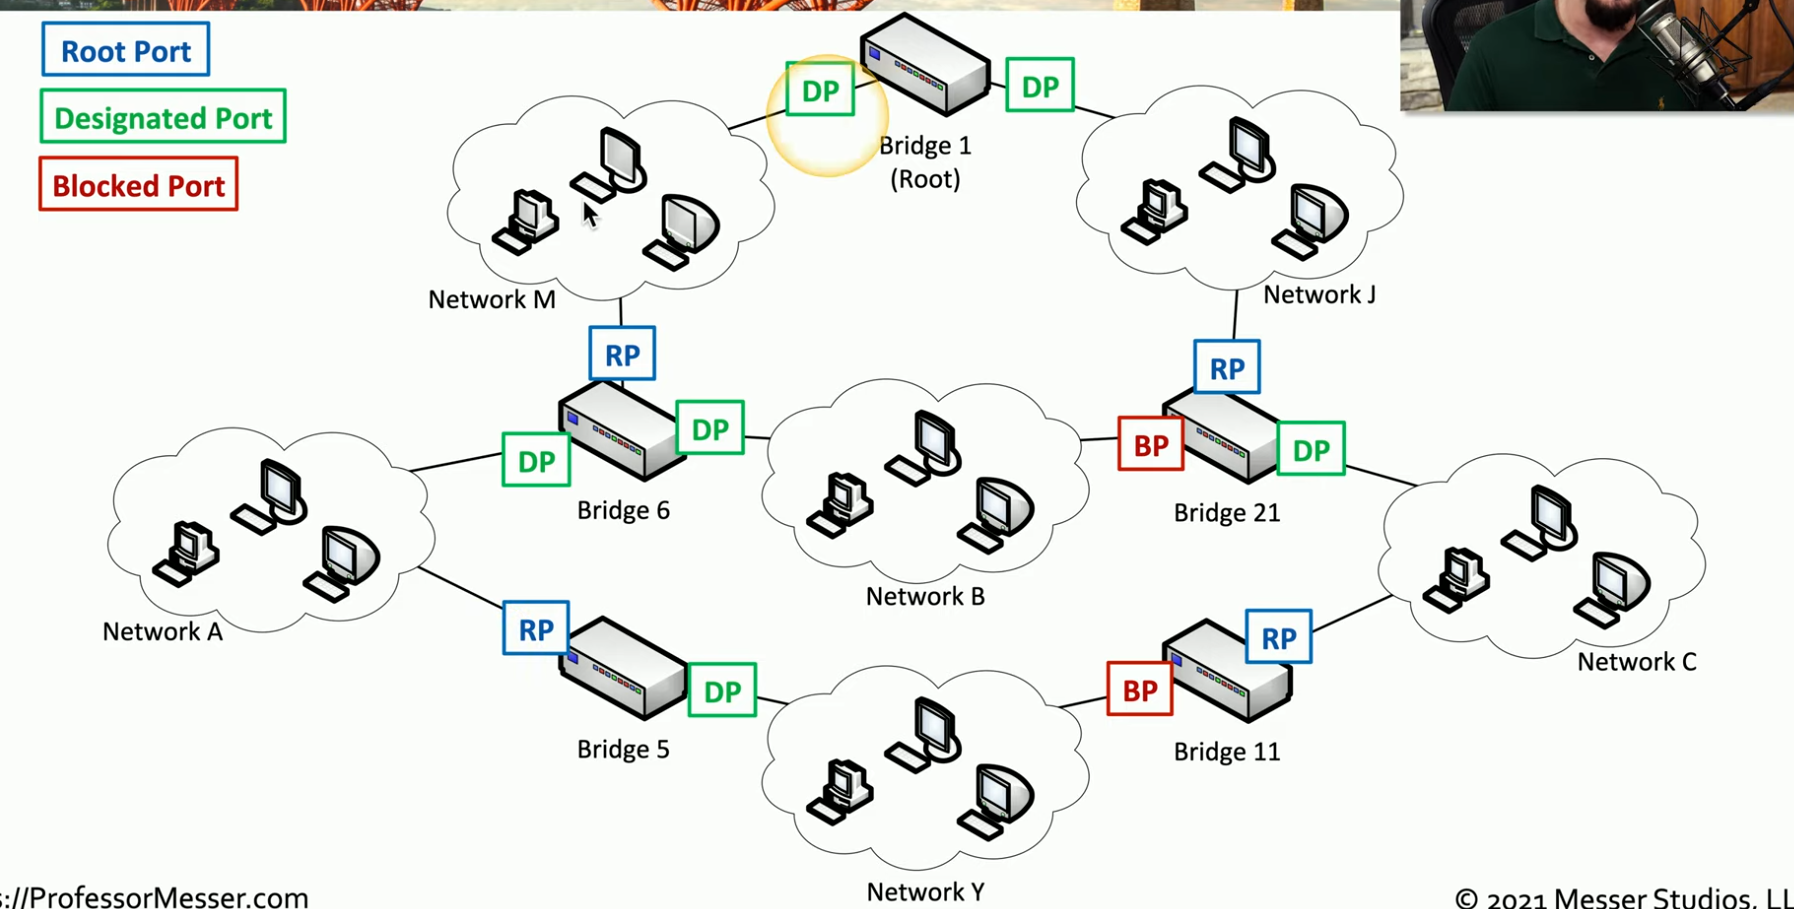 Root Port
Designated Port
Blocked Port
DP
DP
Bridge 1
(Root)
Network M
Network J
RP
RP
DP
DP
BP
DP
Bridge 6
Bridge 21
Network B
Network A
Network C
RP
RP
DP
BP
Bridge 5
Bridge 11
Network Y
s://ProfessorMesser.com
© 2021 Messer Studios, LL